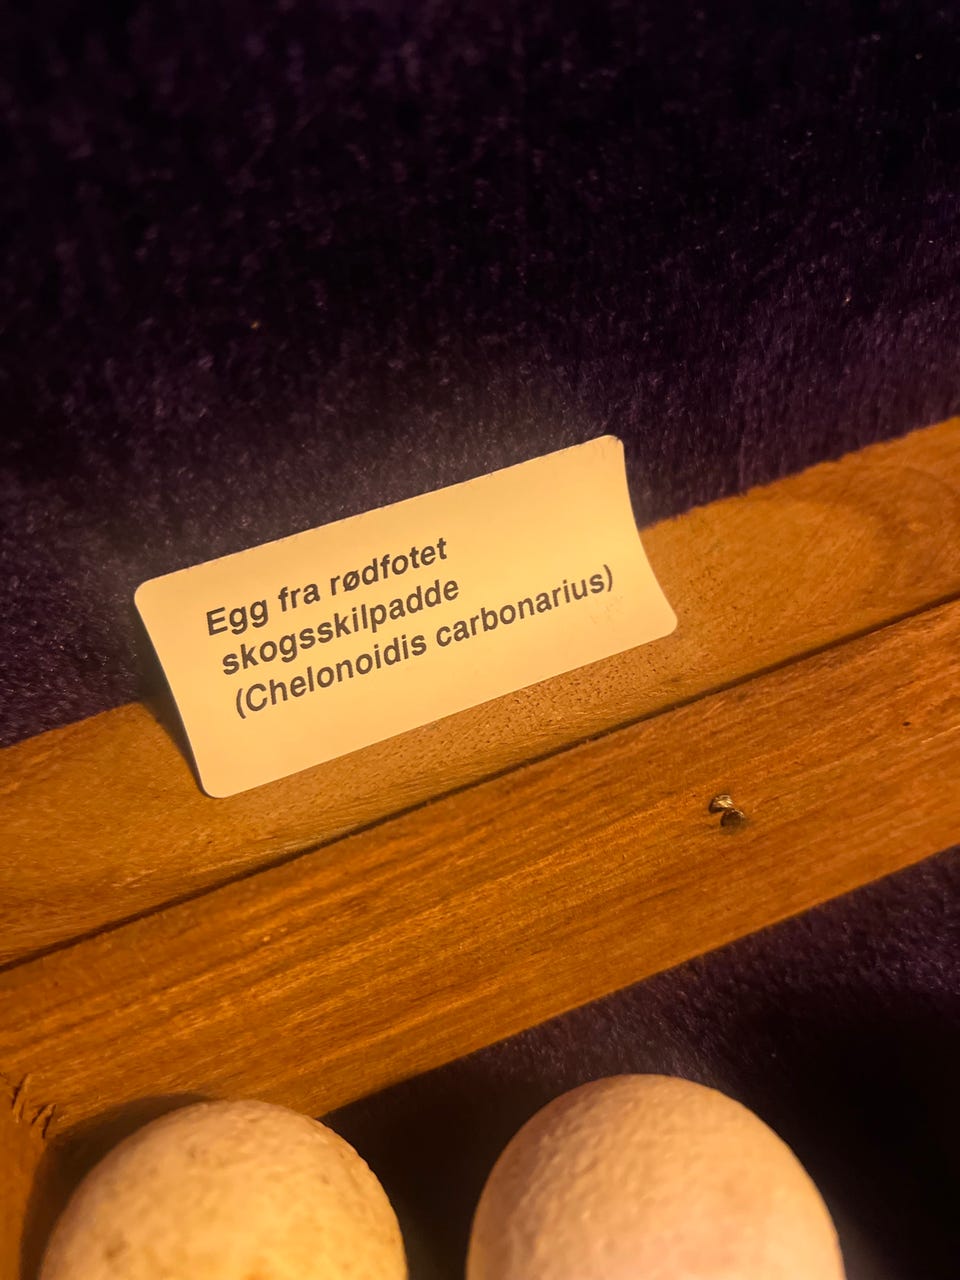 Egg fra rødfotet
skogsskilpadde
(Chelonoidis carbonarius)